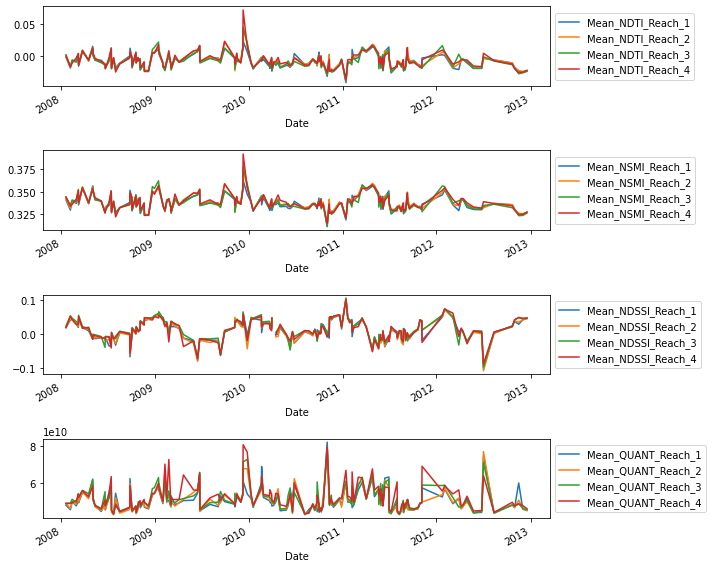 0.05
0.00
2008 2009 2010 2011 2012 2013
Date
Mean_NDTI_Reach_1
Mean_NDTI_Reach_2
Mean_NDTI_Reach_3
Mean_NDTI_Reach_4
0.375
0.350
0.325
2008 2009 2010 2011 2012 2013
Date
Mean_NSMI_Reach_1
Mean_NSMI_Reach_2
Mean_NSMI_Reach_3
Mean_NSMI_Reach_4
0.1
0.0
−0.1
2008 2009 2010 2011 2012 2013
Date
Mean_NDSSI_Reach_1
Mean_NDSSI_Reach_2
Mean_NDSSI_Reach_3
Mean_NDSSI_Reach_4
1e10
8
6
2008 2009 2010 2011 2012 2013
Date
Mean_QUANT_Reach_1
Mean_QUANT_Reach_2
Mean_QUANT_Reach_3
Mean_QUANT_Reach_4